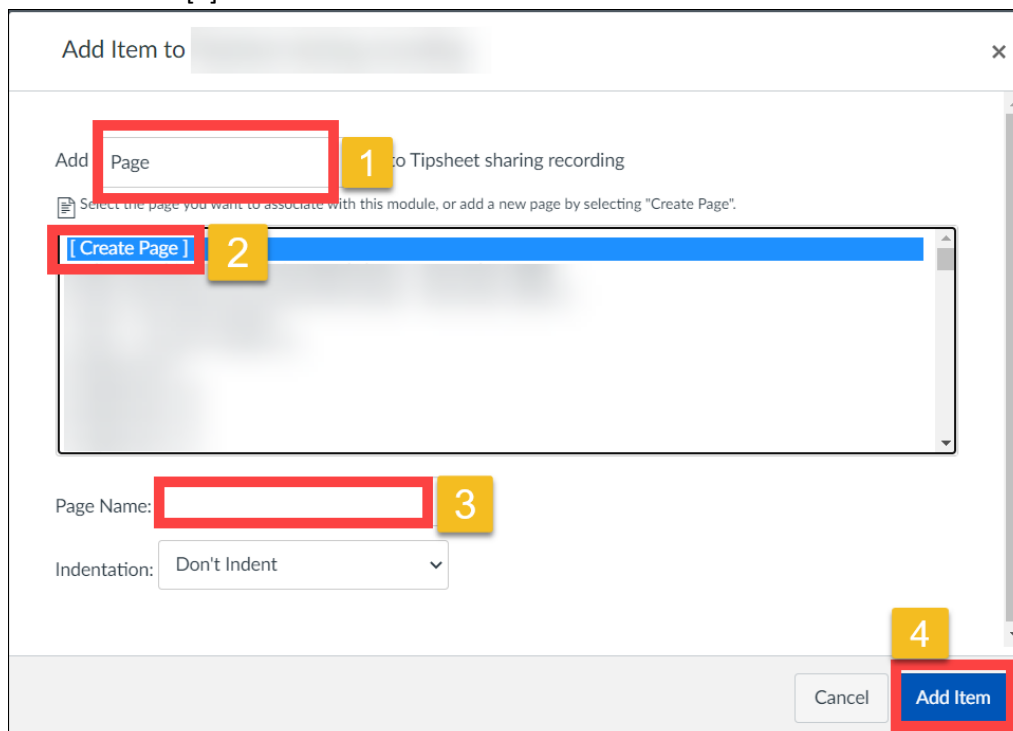 Add Item to
×
Add Page 1 to Tipsheet sharing recording
Select the page you want to associate with this module, or add a new page by selecting "Create Page".
[ Create Page ] 2
Page Name: 3
Indentation: Don't Indent
4
Cancel Add Item